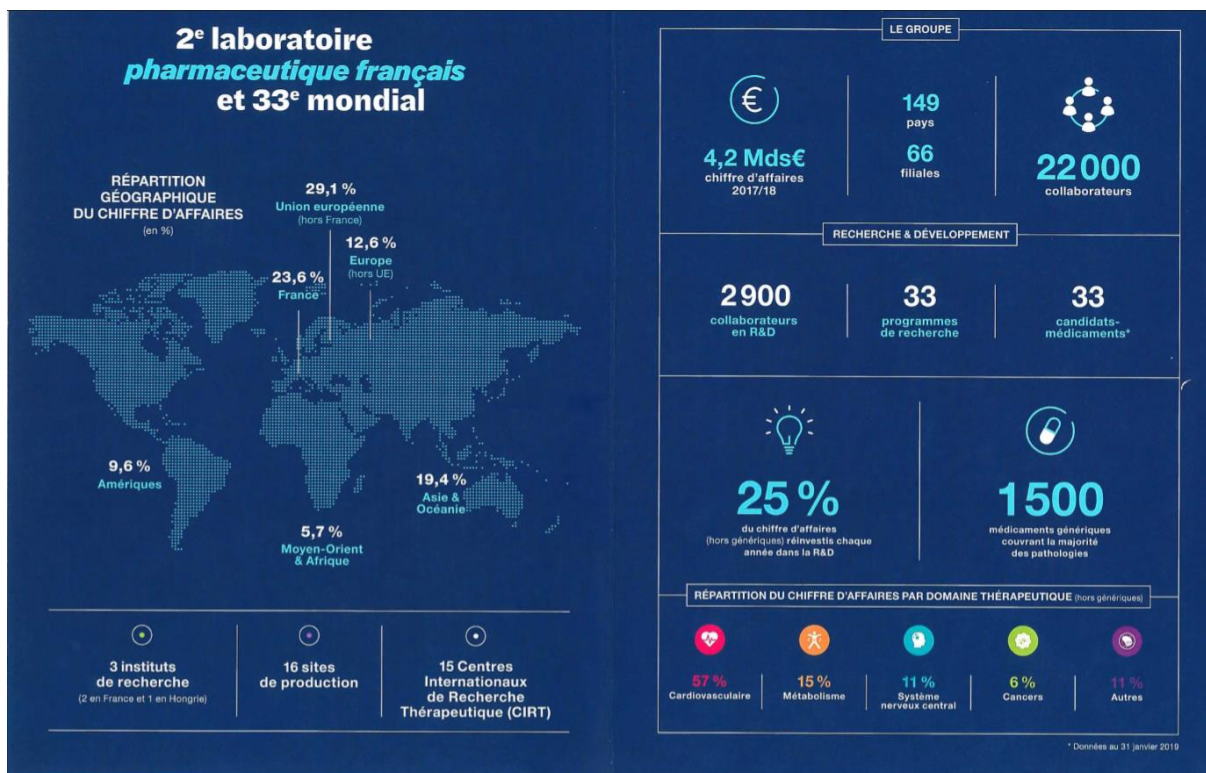 2e laboratoire
pharmaceutique français
et 33e mondial
RÉPARTITION
GÉOGRAPHIQUE
DU CHIFFRE D'AFFAIRES
(en %)
29,1 %
Union européenne
(hors France)
12,6 %
Europe
(hors UE)
23,6 %
France
9,6 %
Amériques
19,4 %
Asie &
Océanie
5,7 %
Moyen-Orient
& Afrique
3 instituts
de recherche
(2 en France et 1 en Hongrie)
16 sites
de production
15 Centres
Internationaux
de Recherche
Thérapeutique (CIRT)
LE GROUPE
€
4,2 Mds€
chiffre d'affaires
2017/18
149
pays
66
filiales
22 000
collaborateurs
RECHERCHE & DÉVELOPPEMENT
2 900
collaborateurs
en R&D
33
programmes
de recherche
33
candidats-
médicaments*
25 %
du chiffre d'affaires
(hors génériques) réinvestis chaque
année dans la R&D
1500
médicaments génériques
couvrant la majorité
des pathologies
RÉPARTITION DU CHIFFRE D'AFFAIRES PAR DOMAINE THÉRAPEUTIQUE (hors génériques)
57 %
Cardiovasculaire
15 %
Métabolisme
11 %
Système
nerveux central
6 %
Cancers
11 %
Autres
* Données au 31 janvier 2019